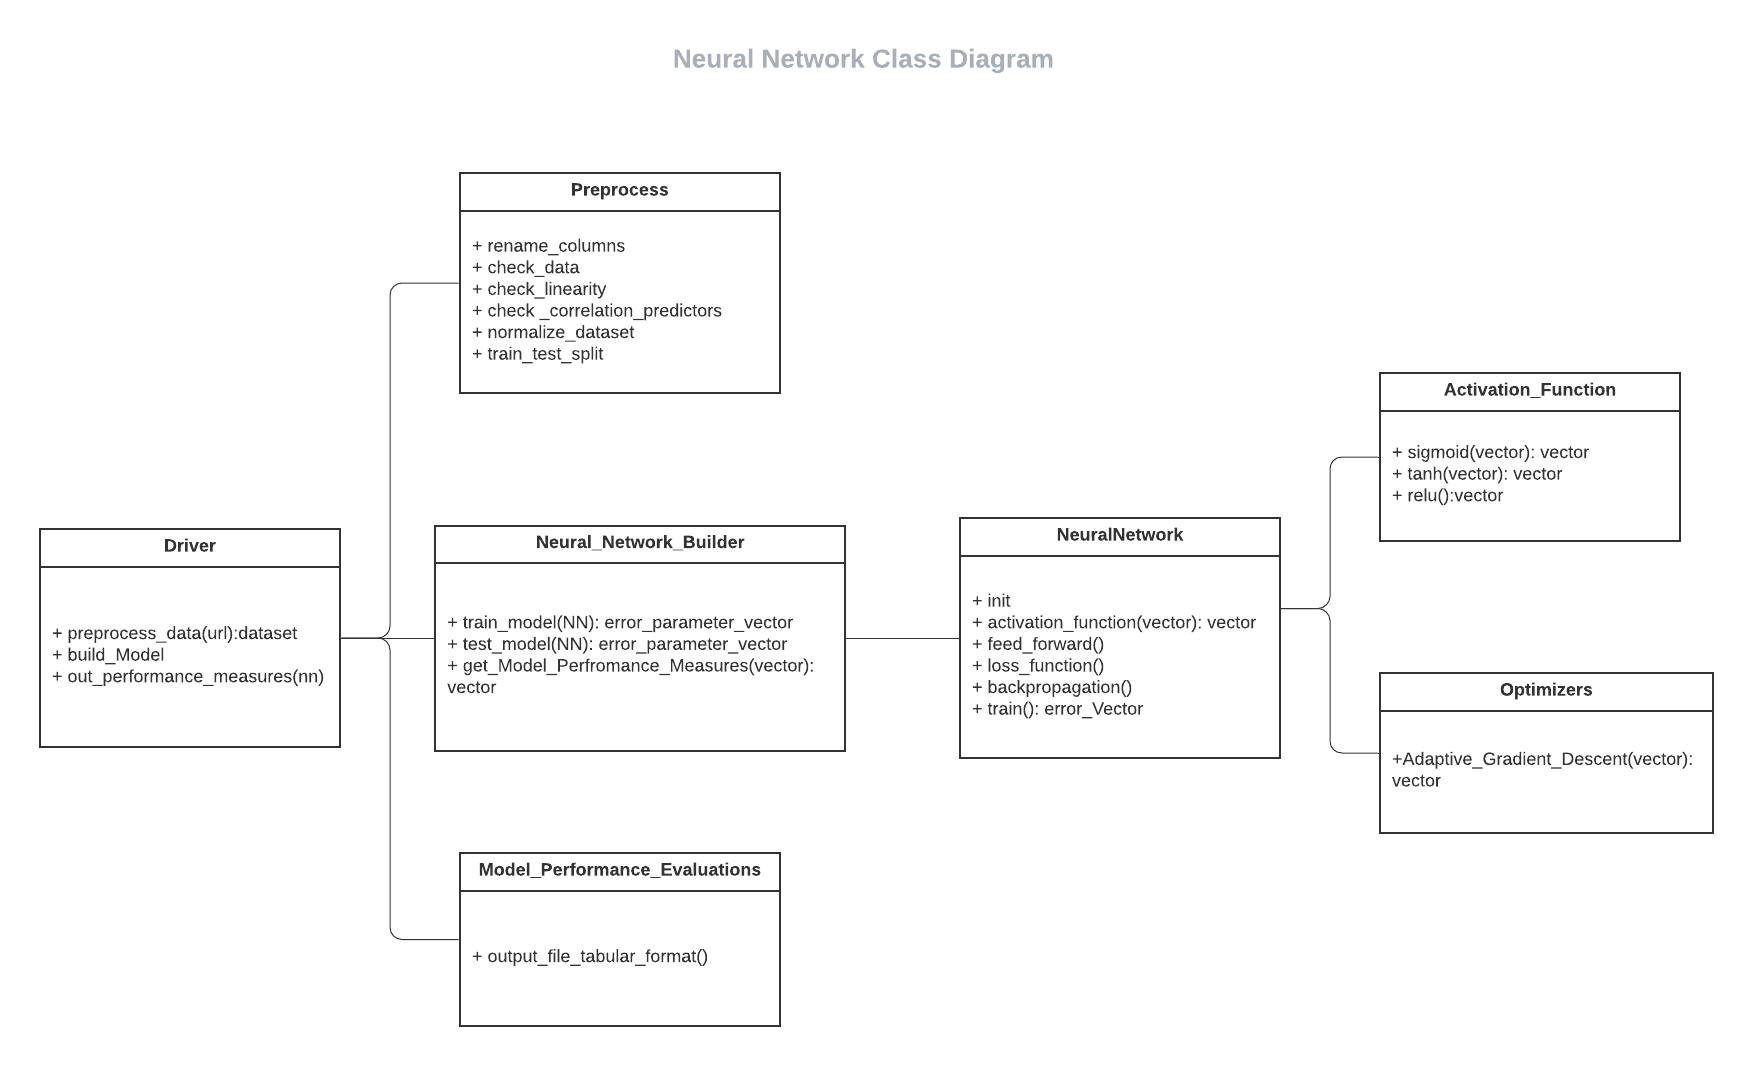 Neural Network Class Diagram
Preprocess
+ rename_columns
+ check_data
+ check_linearity
+ check _correlation_predictors
+ normalize_dataset
+ train_test_split
Driver
+ preprocess_data(url):dataset
+ build_Model
+ out_performance_measures(nn)
Neural_Network_Builder
+ train_model(NN): error_parameter_vector
+ test_model(NN): error_parameter_vector
+ get_Model_Perfromance_Measures(vector):
vector
Model_Performance_Evaluations
+ output_file_tabular_format()
NeuralNetwork
+ init
+ activation_function(vector): vector
+ feed_forward()
+ loss_function()
+ backpropagation()
+ train(): error_Vector
Activation_Function
+ sigmoid(vector): vector
+ tanh(vector): vector
+ relu():vector
Optimizers
+Adaptive_Gradient_Descent(vector):
vector